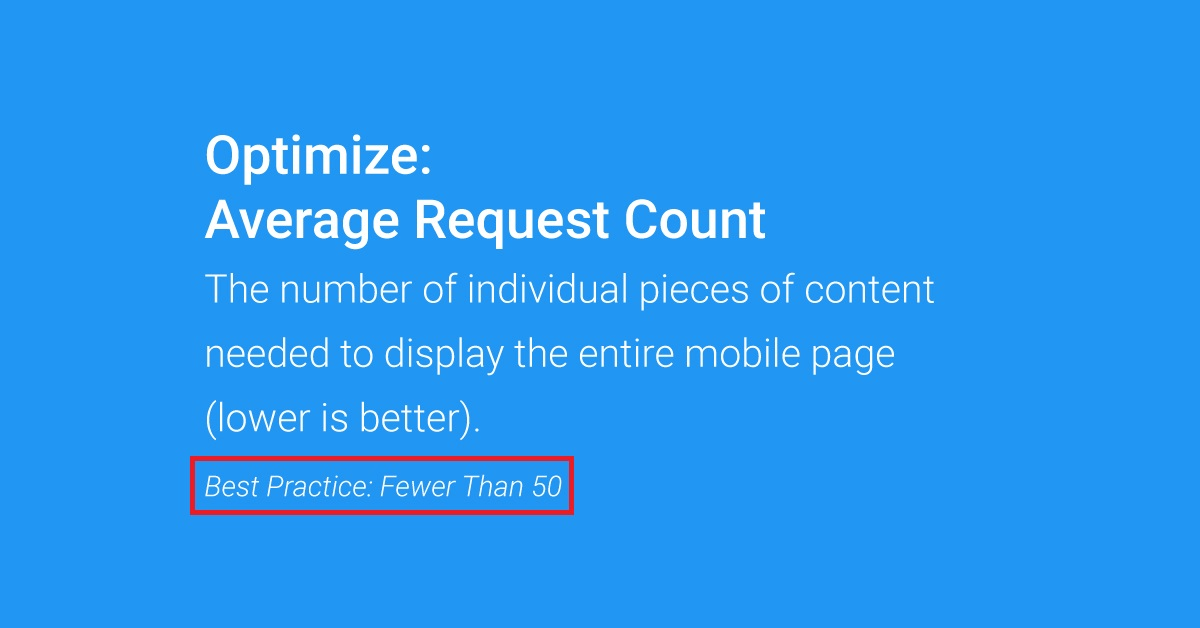 Optimize:
Average Request Count
The number of individual pieces of content
needed to display the entire mobile page
(lower is better).
Best Practice: Fewer Than 50